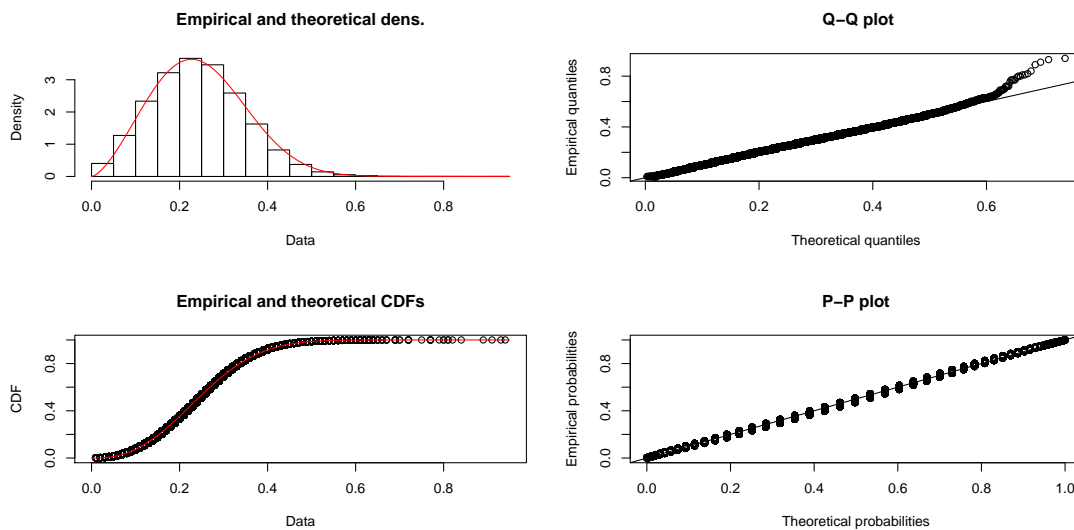 Empirical and theoretical dens.
Density
0 1 2 3
0.0 0.2 0.4 0.6 0.8
Data
Q−Q plot
Empirical quantiles
0.0 0.4 0.8
0.0 0.2 0.4 0.6
Theoretical quantiles
Empirical and theoretical CDFs
CDF
0.0 0.4 0.8
0.0 0.2 0.4 0.6 0.8
Data
P−P plot
Empirical probabilities
0.0 0.4 0.8
0.0 0.2 0.4 0.6 0.8 1.0
Theoretical probabilities